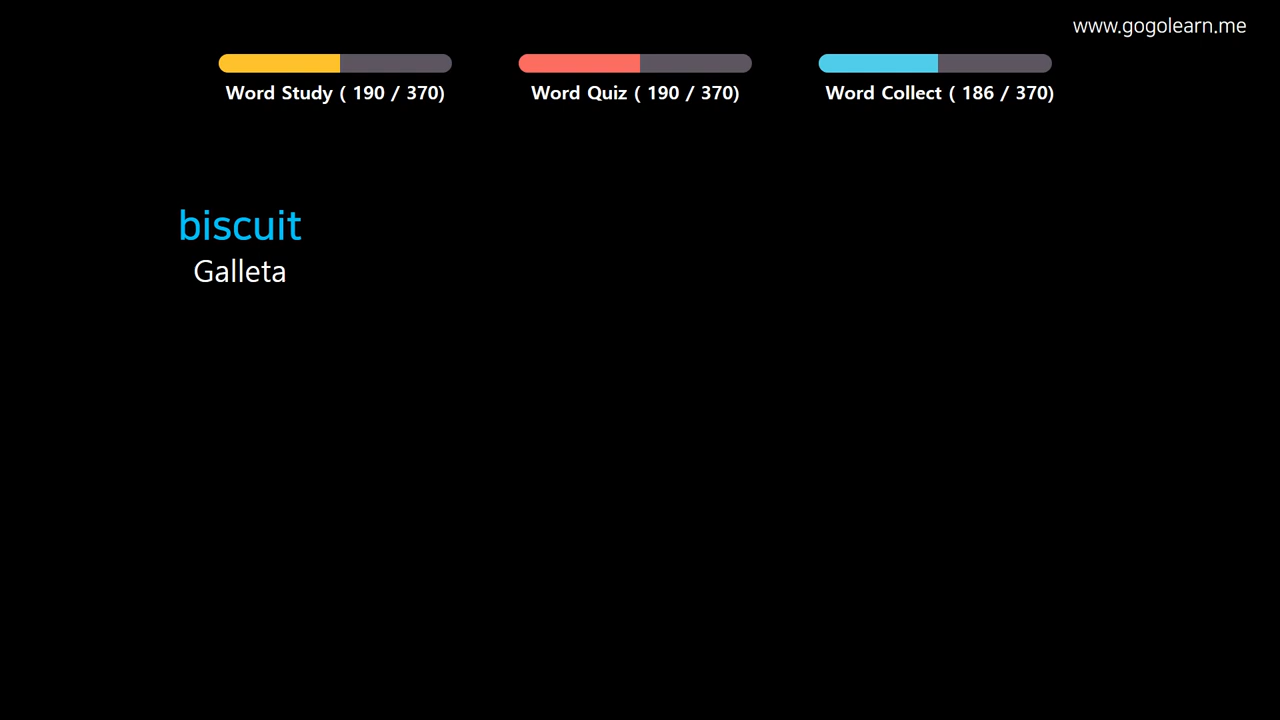 www.gogolearn.me
Word Study ( 190 / 370)
Word Quiz ( 190 / 370)
Word Collect ( 186 / 370)
biscuit
Galleta